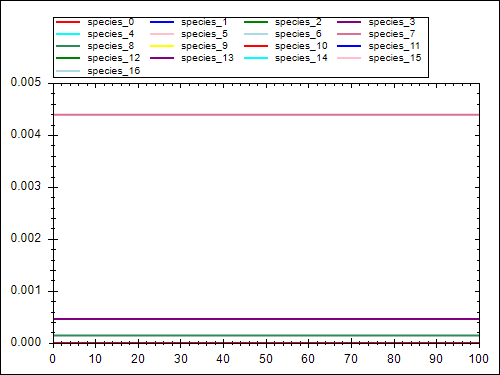 species_0 species_1 species_2 species_3
species_4 species_5 species_6 species_7
species_8 species_9 species_10 species_11
species_12 species_13 species_14 species_15
species_16
0.005
0.004
0.003
0.002
0.001
0.000
0 10 20 30 40 50 60 70 80 90 100